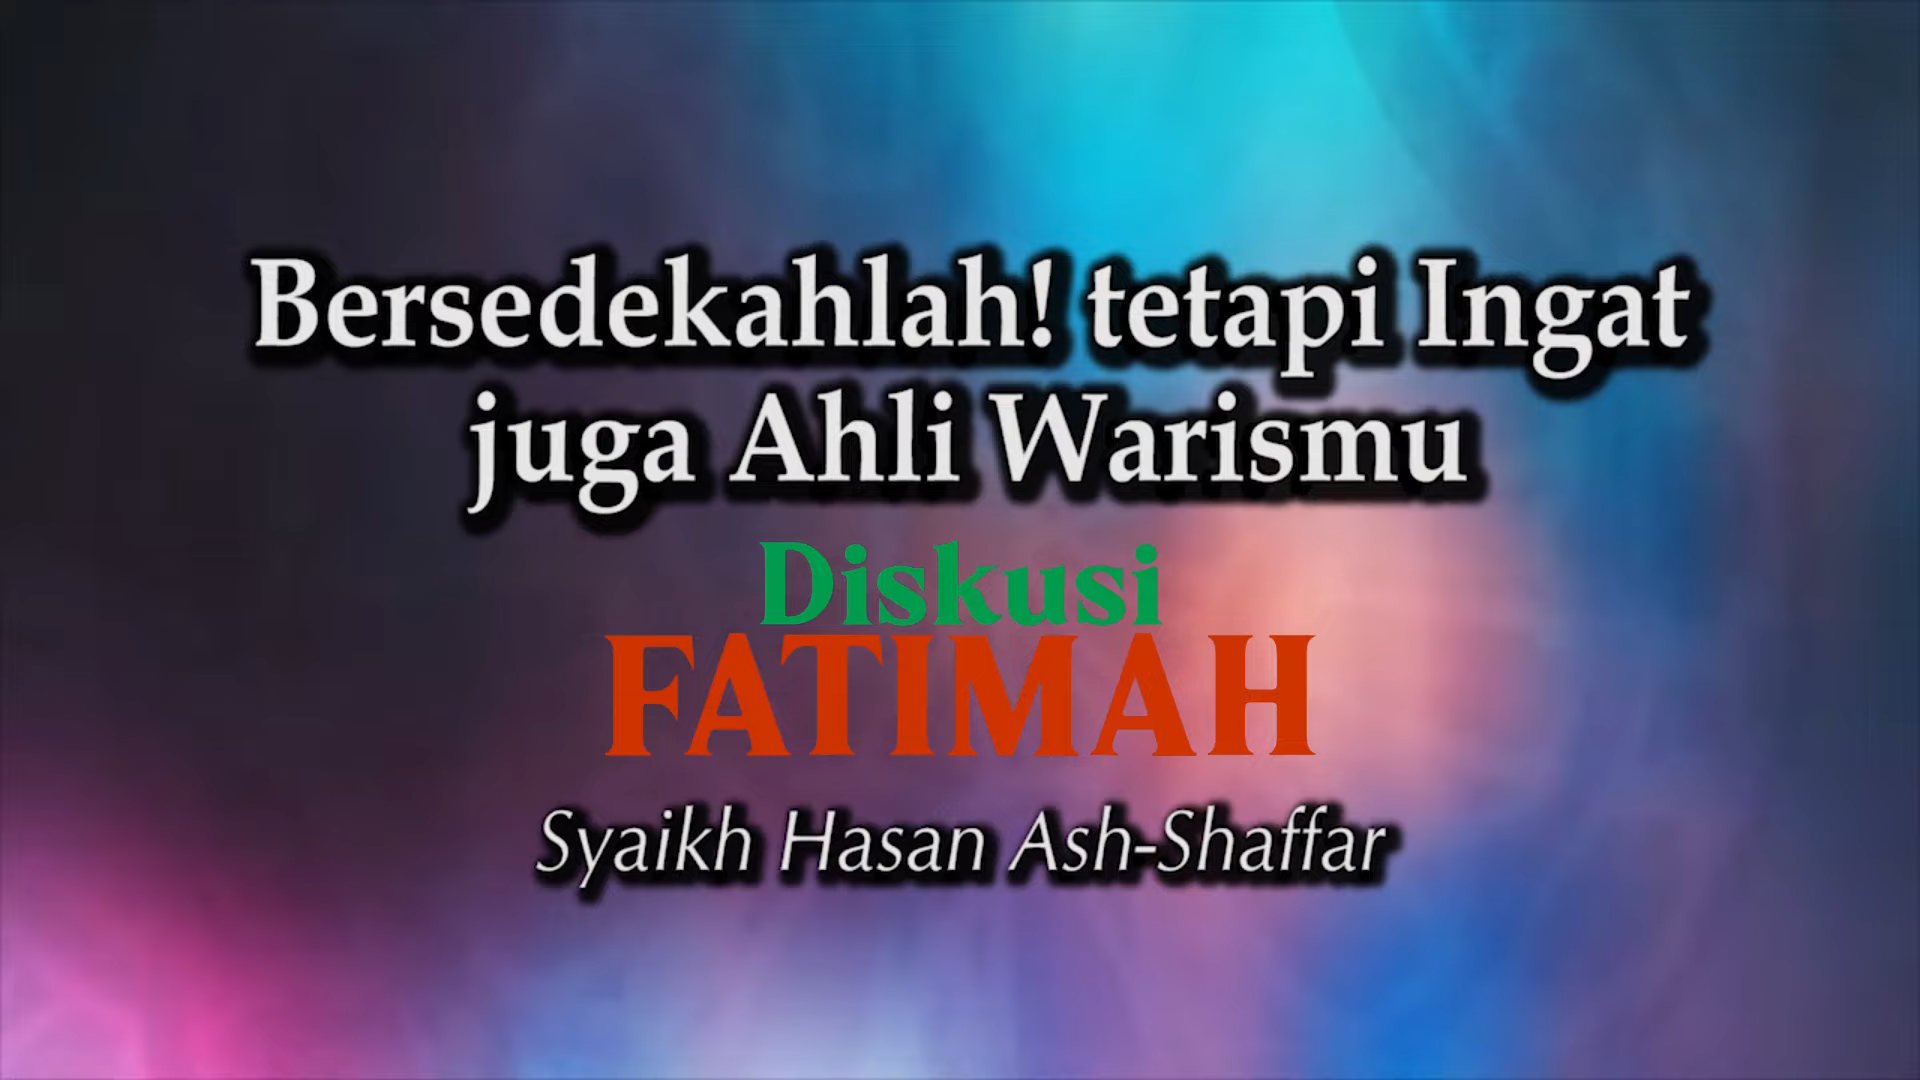 Bersedekahlah! tetapi Ingat
juga Ahli Warismu
Diskusi
FATIMAH
Syaikh Hasan Ash-Shaffar